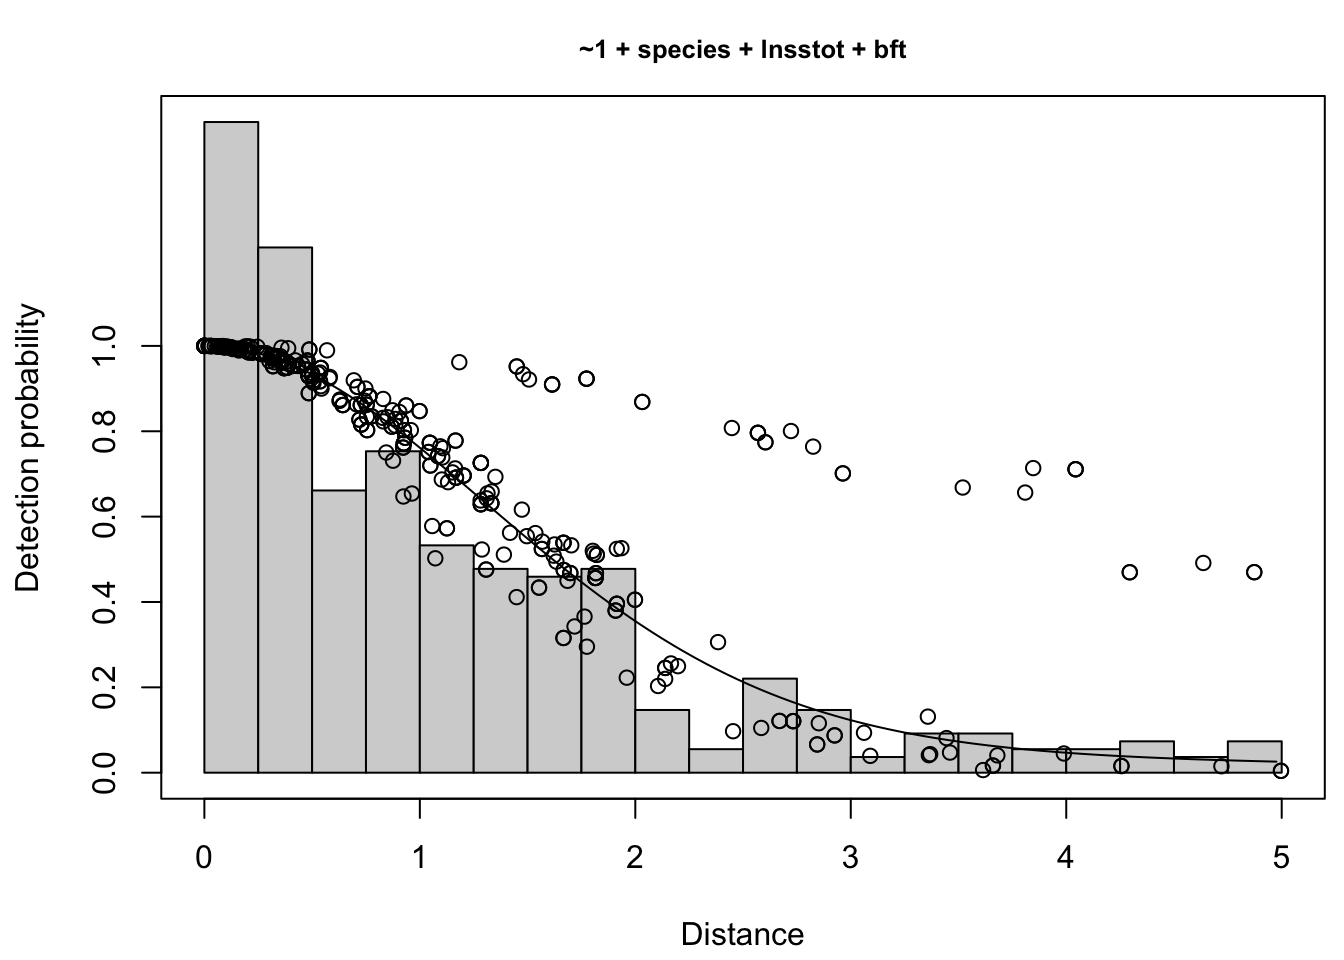 ~1 + species + lnsstot + bft
Detection probability
1.0
0.8
0.6
0.4
0.2
0.0
0 1 2 3 4 5
Distance